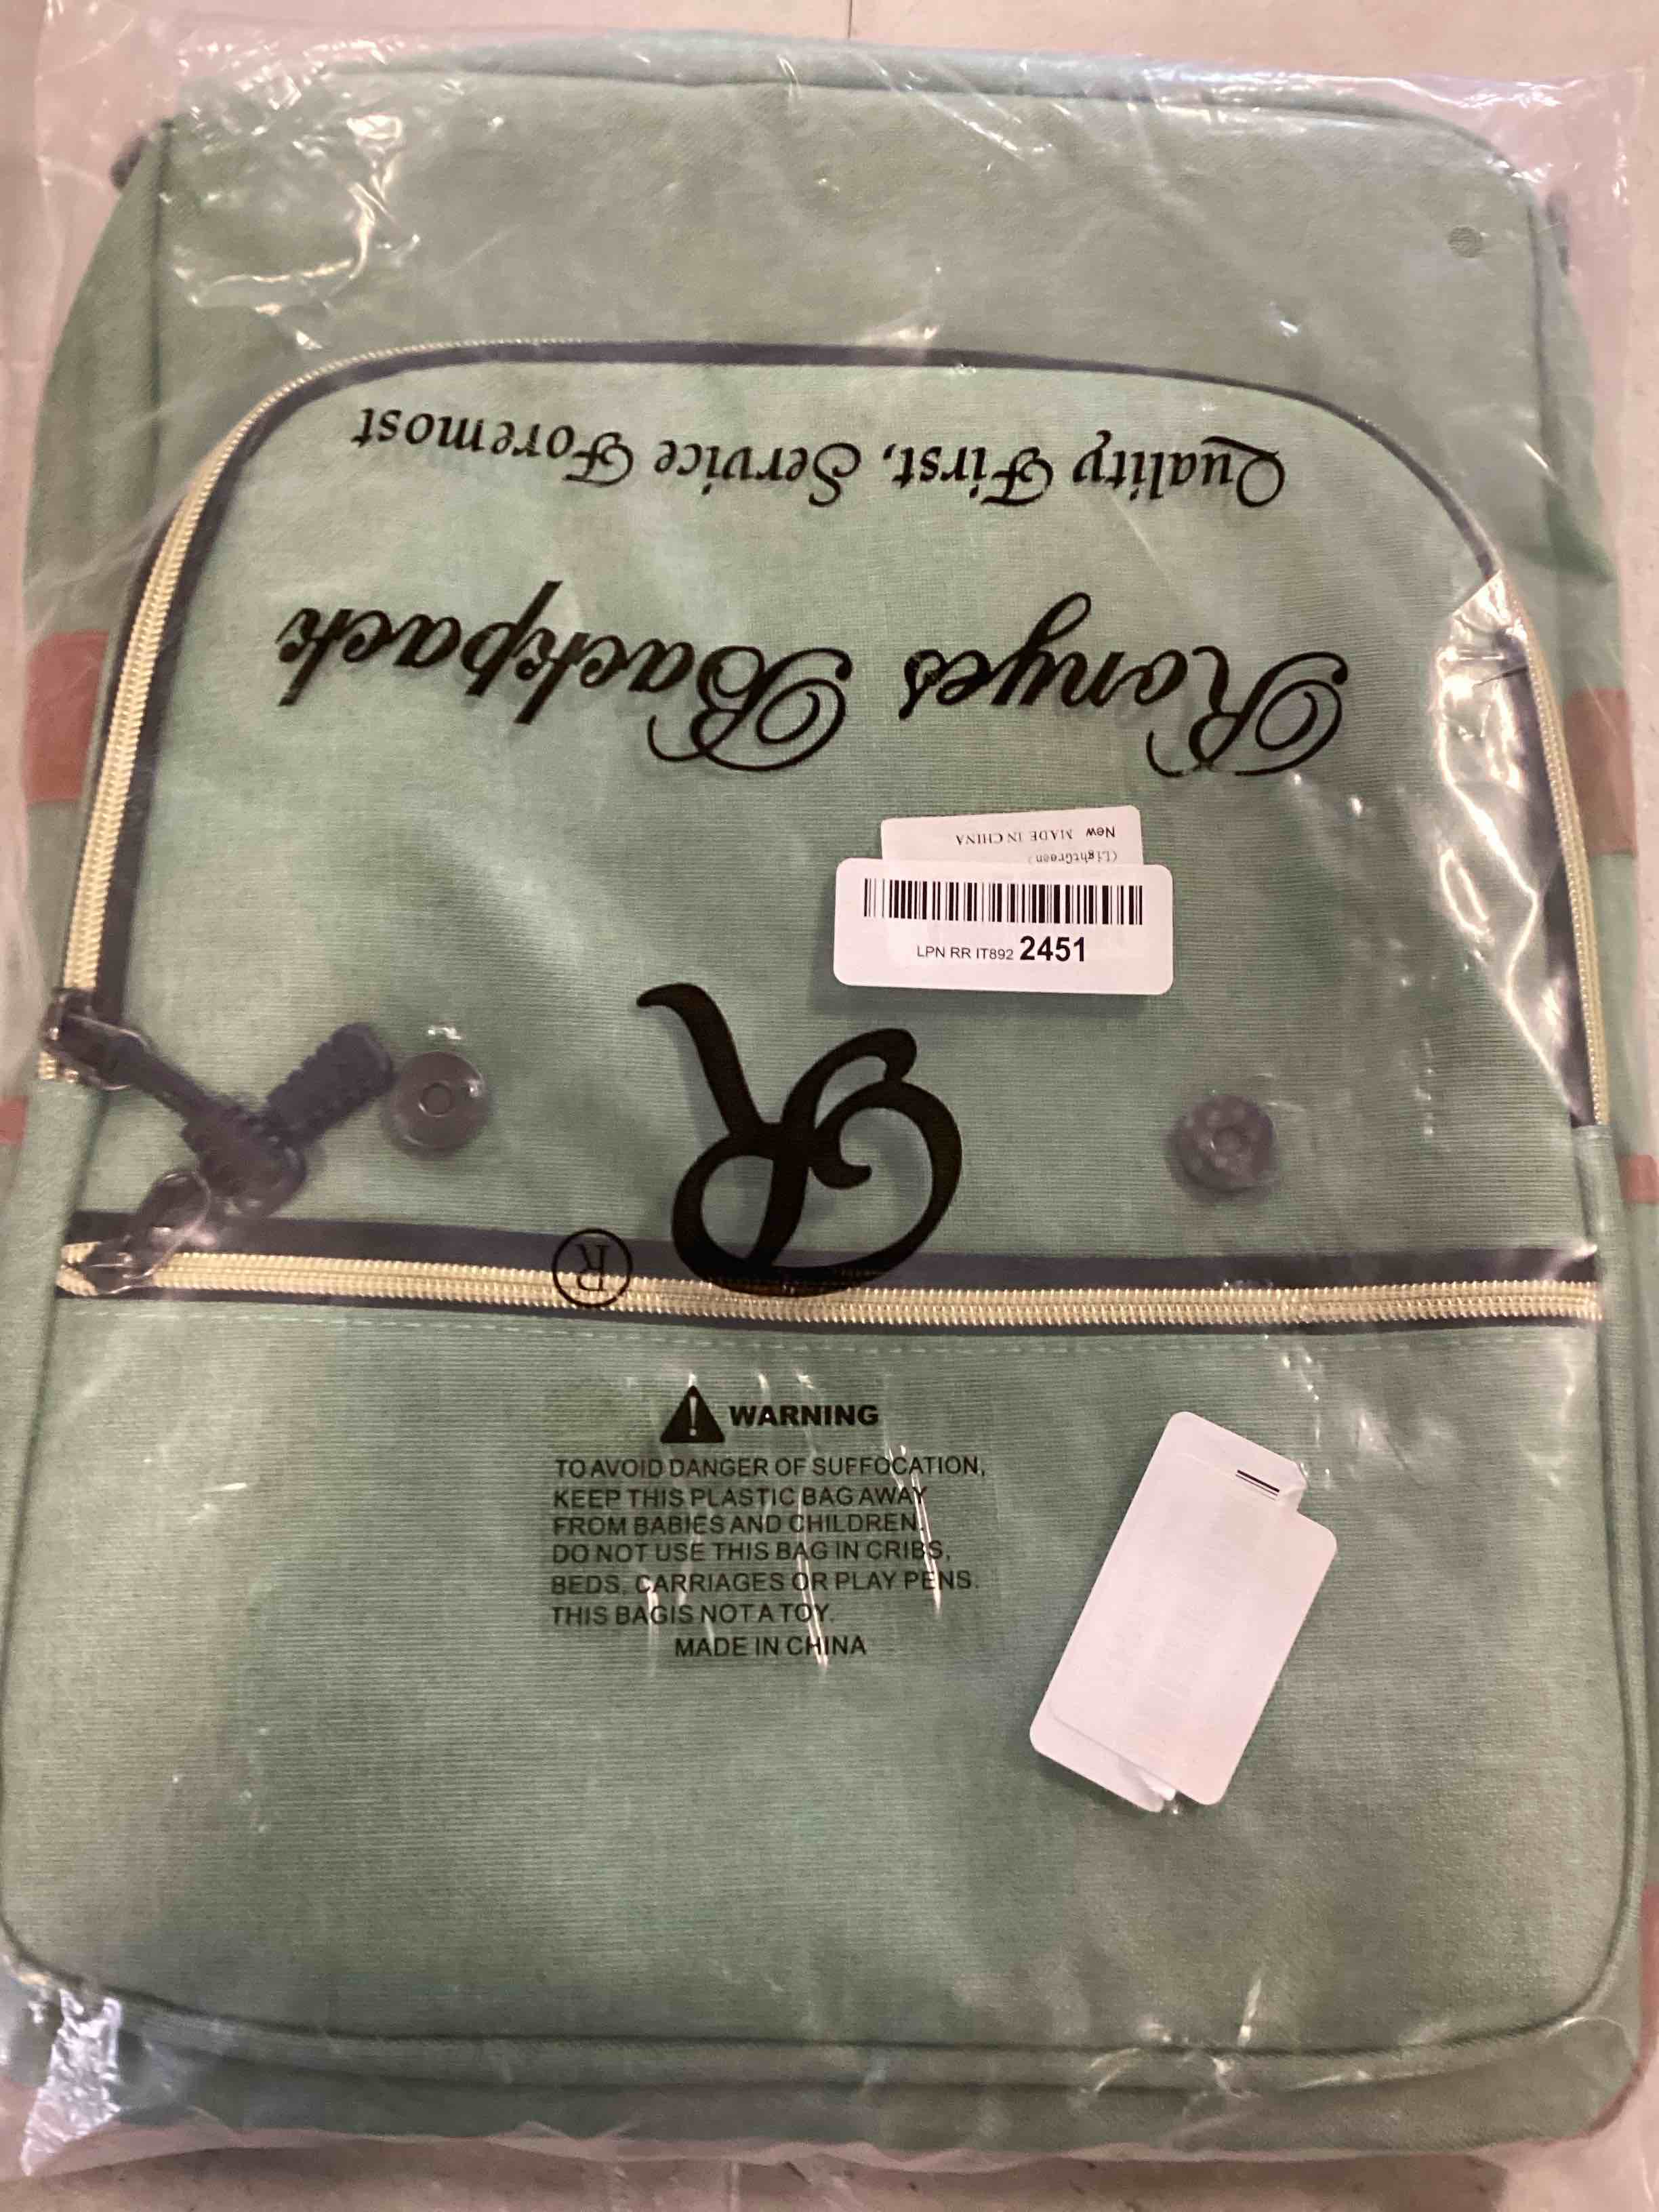 Quality First, Service Foremost
Ronyes Backpack
New MADE IN CHINA
(LightGreen)
LPN RR IT892 2451
R
®
WARNING
TO AVOID DANGER OF SUFFOCATION,
KEEP THIS PLASTIC BAG AWAY
FROM BABIES AND CHILDREN.
DO NOT USE THIS BAG IN CRIBS,
BEDS, CARRIAGES OR PLAY PENS.
THIS BAG IS NOT A TOY.
MADE IN CHINA